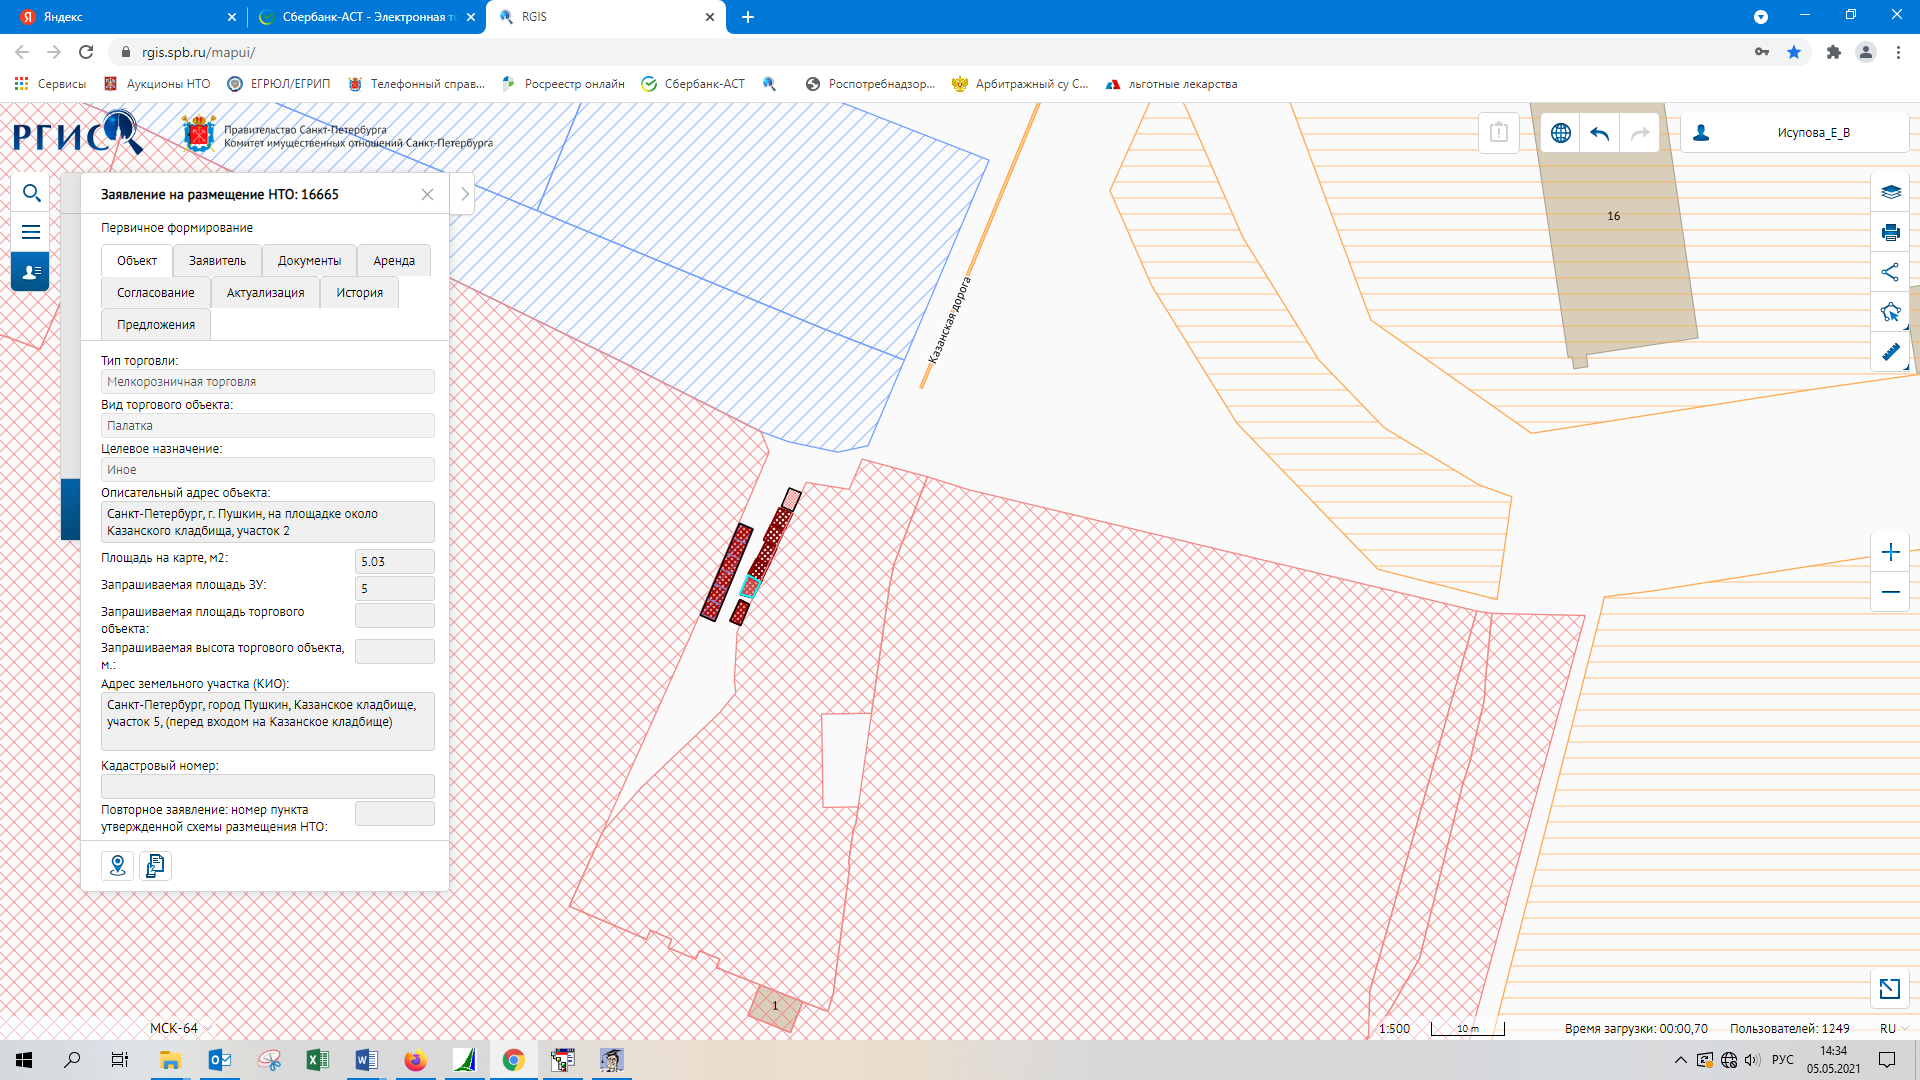 Яндекс
Сбербанк-АСТ - Электронная то
RGIS
rgis.spb.ru/mapui/
Сервисы
Аукционы НТО
ЕГРЮЛ/ЕГРИП
Телефонный справ...
Росреестр онлайн
Сбербанк-АСТ
Роспотребнадзор...
Арбитражный су С...
льготные лекарства
РГИС
Правительство Санкт-Петербурга
Комитет имущественных отношений Санкт-Петербурга
Исупова_Е_В
Заявление на размещение НТО: 16665
Первичное формирование
Объект
Заявитель
Документы
Аренда
Согласование
Актуализация
История
Предложения
Тип торговли:
Мелкорозничная торговля
Вид торгового объекта:
Палатка
Целевое назначение:
Иное
Описательный адрес объекта:
Санкт-Петербург, г. Пушкин, на площадке около
Казанского кладбища, участок 2
Площадь на карте, м2:
5.03
Запрашиваемая площадь ЗУ:
5
Запрашиваемая площадь торгового
объекта:
Запрашиваемая высота торгового объекта,
м.:
Адрес земельного участка (КИО):
Санкт-Петербург, город Пушкин, Казанское кладбище,
участок 5, (перед входом на Казанское кладбище)
Кадастровый номер:
Повторное заявление: номер пункта
утвержденной схемы размещения НТО:
Казанская дорога
16
1
МСК-64
1:500
10 m
Время загрузки: 00:00,70
Пользователей: 1249
RU
РУС
14:34
05.05.2021